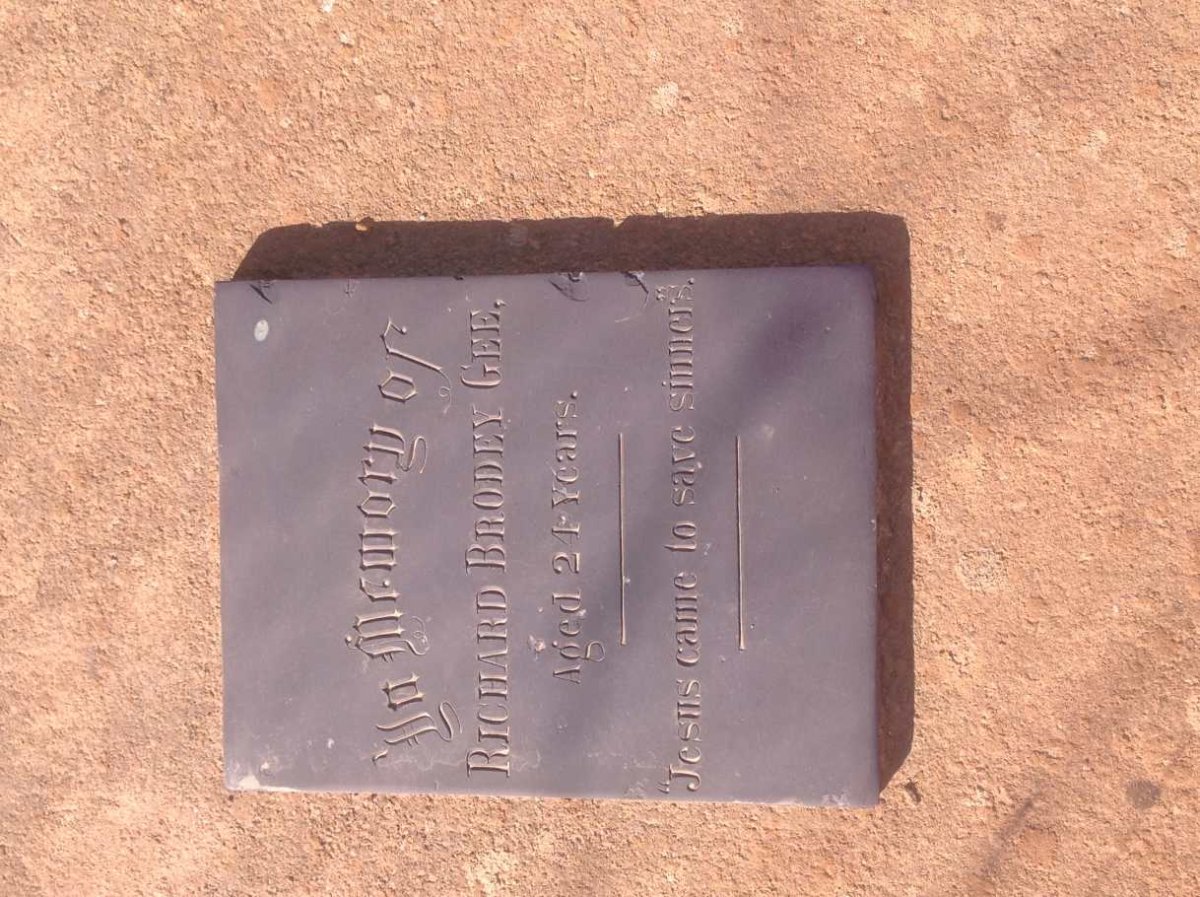 In Memory of
RICHARD BRODEY GEE,
Aged 24 Years.
"Jesus came to save sinners."